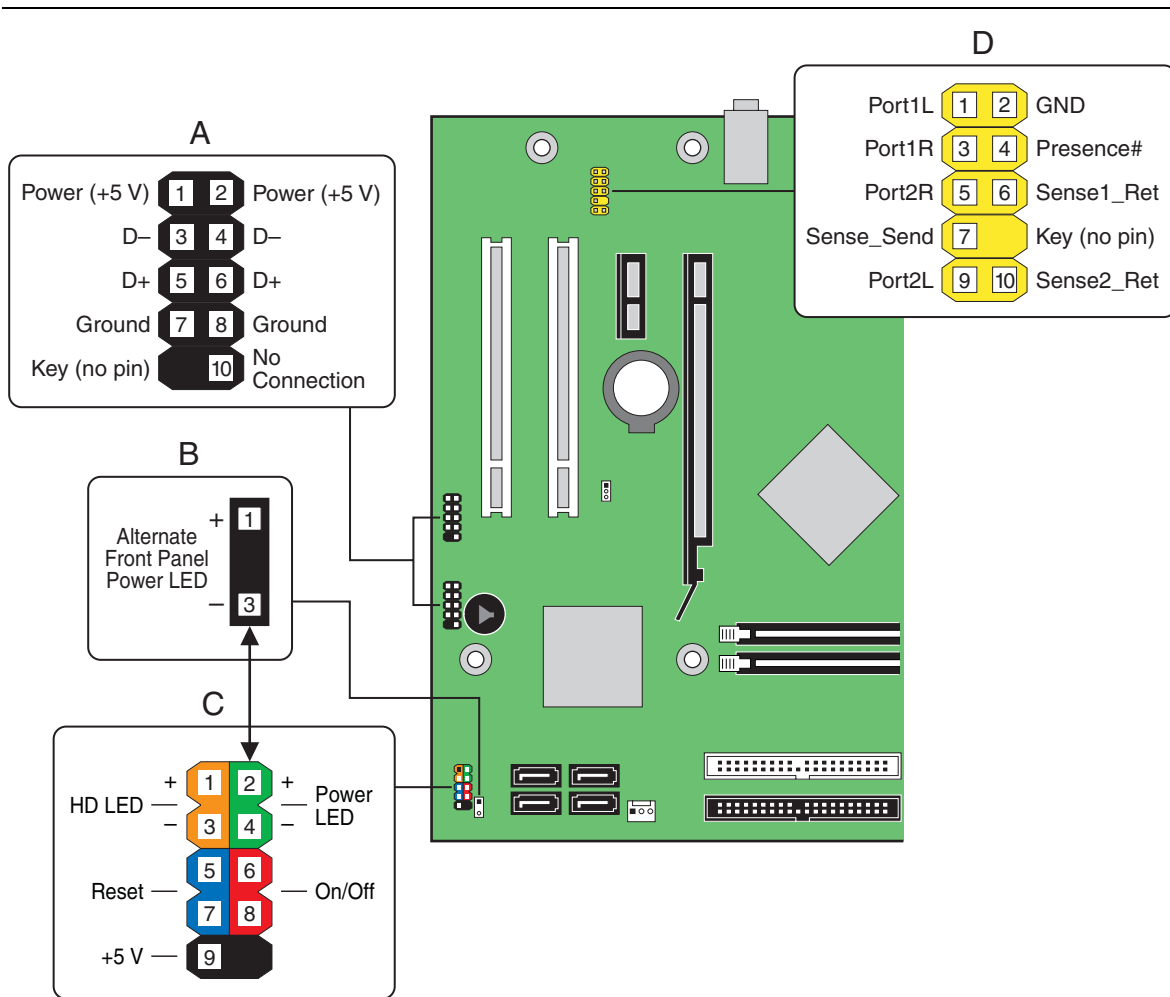 A
Power (+5 V) 1 2 Power (+5 V)
D– 3 4 D–
D+ 5 6 D+
Ground 7 8 Ground
Key (no pin) 10 No
Connection
B
+ 1
Alternate
Front Panel
Power LED
– 3
C
+ 1 2 +
HD LED Power
LED
– 3 4 –
Reset 5 6 On/Off
7 8
+5 V 9
D
Port1L 1 2 GND
Port1R 3 4 Presence#
Port2R 5 6 Sense1_Ret
Sense_Send 7 Key (no pin)
Port2L 9 10 Sense2_Ret